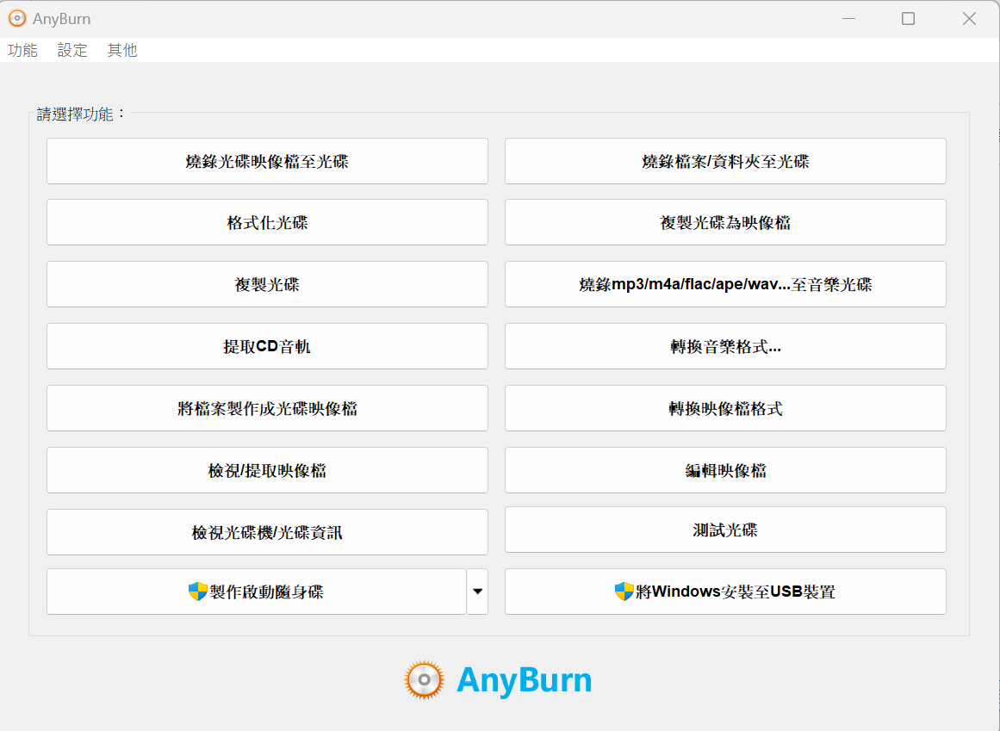 AnyBurn
功能 設定 其他
請選擇功能：
燒錄光碟映像檔至光碟
燒錄檔案/資料夾至光碟
格式化光碟
複製光碟為映像檔
複製光碟
燒錄mp3/m4a/flac/ape/wav...至音樂光碟
提取CD音軌
轉換音樂格式...
將檔案製作成光碟映像檔
轉換映像檔格式
檢視/提取映像檔
編輯映像檔
檢視光碟機/光碟資訊
測試光碟
製作啟動隨身碟
將Windows安裝至USB裝置
AnyBurn